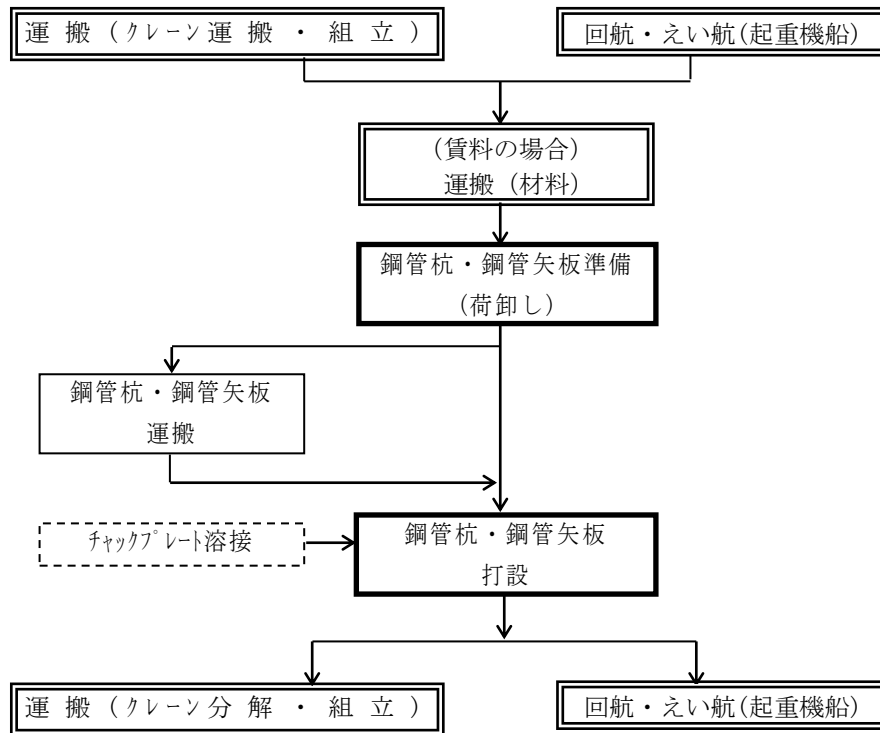 運搬(ｸﾚｰﾝ運搬・組立)
回航・えい航(起重機船)
(賃料の場合)
運搬(材料)
鋼管杭・鋼管矢板準備
(荷卸し)
鋼管杭・鋼管矢板
運搬
ﾁｬｯｸﾌﾟﾚｰﾄ溶接
鋼管杭・鋼管矢板
打設
運搬(ｸﾚｰﾝ分解・組立)
回航・えい航(起重機船)